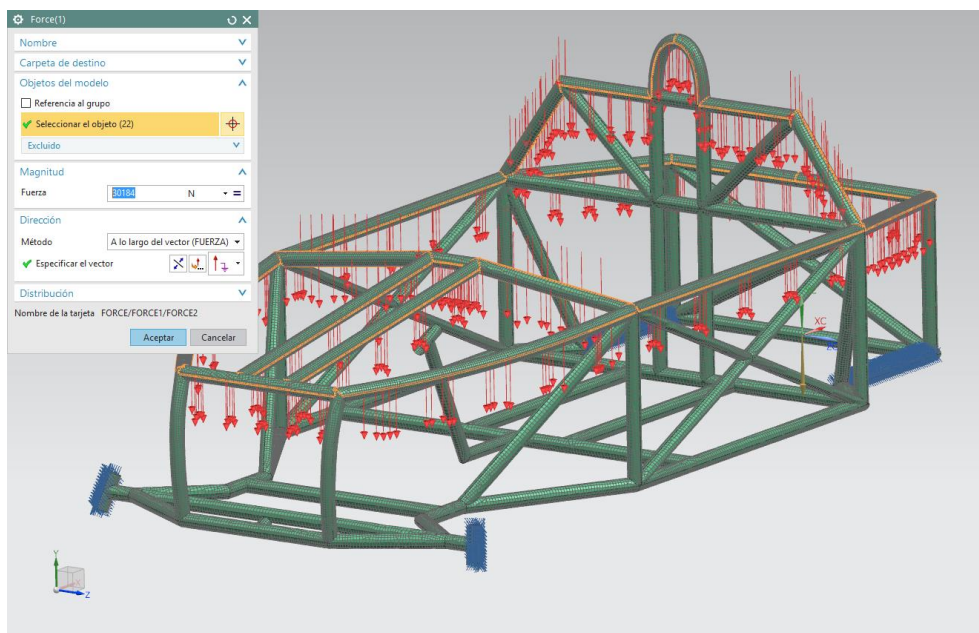 Force(1)
Nombre
Carpeta de destino
Objetos del modelo
Referencia al grupo
Seleccionar el objeto (22)
Excluido
Magnitud
Fuerza 30184 N
Dirección
Método A lo largo del vector (FUERZA)
Especificar el vector
Distribución
Nombre de la tarjeta FORCE/FORCE1/FORCE2
Aceptar Cancelar
XC
Y
X
Z